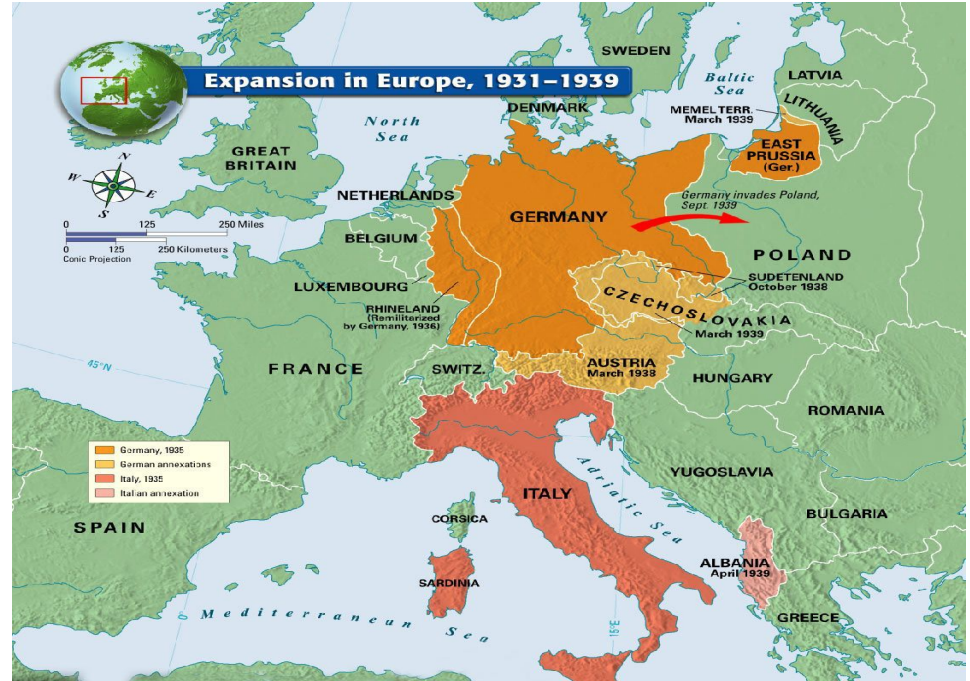 Expansion in Europe, 1931–1939
SWEDEN
Baltic
Sea
LATVIA
LITHUANIA
MEMEL TERR.
March 1939
DENMARK
North
Sea
EAST
PRUSSIA
(Ger.)
GREAT
BRITAIN
N
W
E
S
NETHERLANDS
Germany invades Poland,
Sept. 1939
GERMANY
0 125 250 Miles
0 125 250 Kilometers
Conic Projection
BELGIUM
POLAND
LUXEMBOURG
SUDETENLAND
October 1938
RHINELAND
(Remilitarized
by Germany, 1936)
CZECHOSLOVAKIA
March 1939
45°N
FRANCE
SWITZ.
AUSTRIA
March 1938
HUNGARY
ROMANIA
Germany, 1935
German annexations
Italy, 1935
Italian annexation
YUGOSLAVIA
ITALY
Adriatic Sea
SPAIN
CORSICA
BULGARIA
ALBANIA
April 1939
SARDINIA
Mediterranean Sea
0°
15°E
GREECE